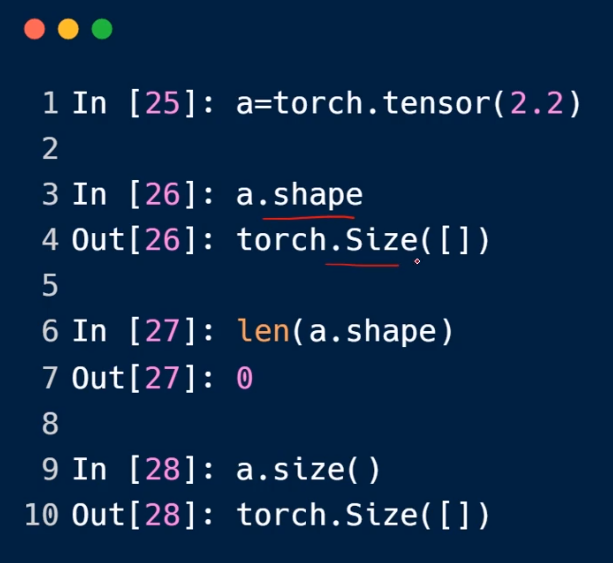 1 In [25]: a=torch.tensor(2.2)
2
3 In [26]: a.shape
4 Out[26]: torch.Size([])
5
6 In [27]: len(a.shape)
7 Out[27]: 0
8
9 In [28]: a.size()
10 Out[28]: torch.Size([])